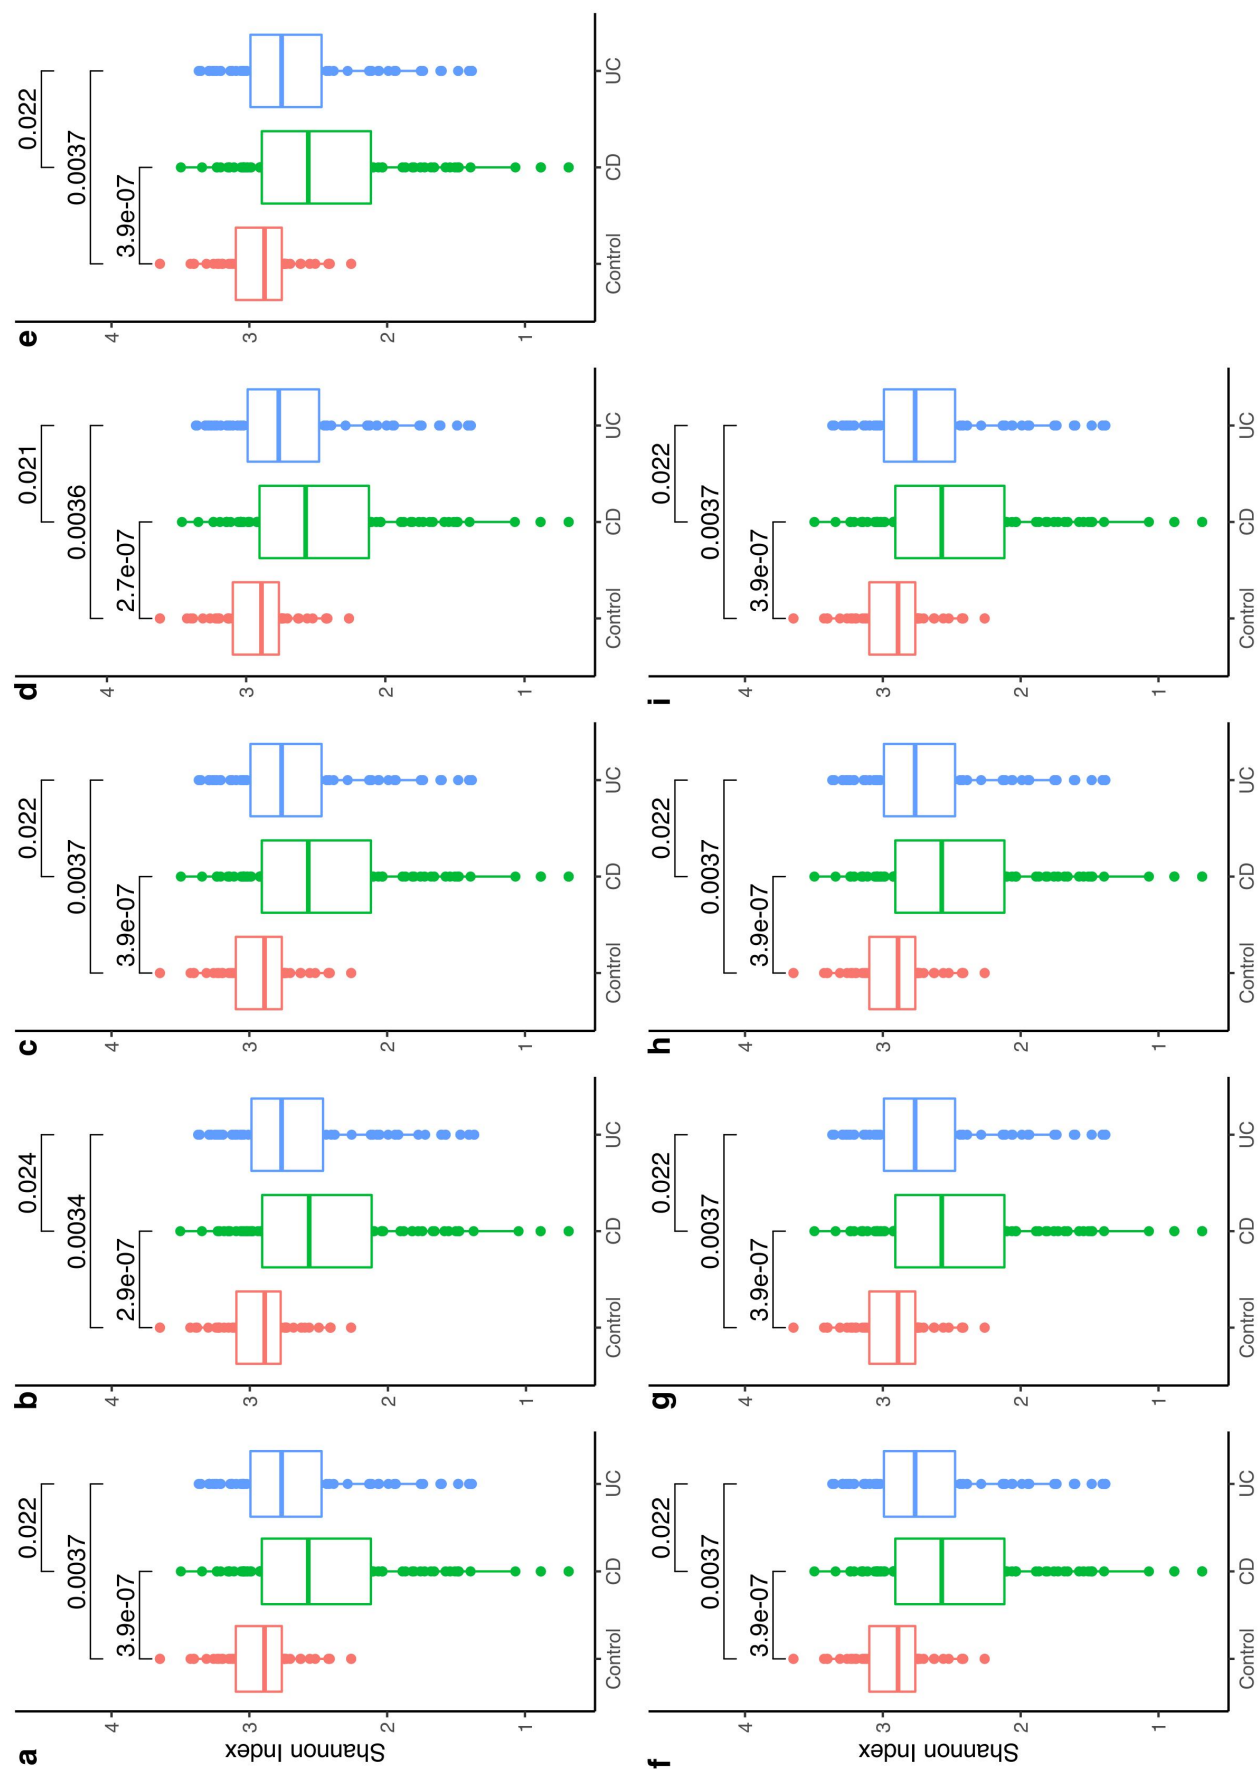 a
0.022
0.0037
3.9e-07
4
3
2
1
Shannon Index
Control CD UC
b
0.024
0.0034
2.9e-07
4
3
2
1
Control CD UC
c
0.022
0.0037
3.9e-07
4
3
2
1
Control CD UC
d
0.021
0.0036
2.7e-07
4
3
2
1
Control CD UC
e
0.022
0.0037
3.9e-07
4
3
2
1
Control CD UC
f
0.022
0.0037
3.9e-07
4
3
2
1
Shannon Index
Control CD UC
g
0.022
0.0037
3.9e-07
4
3
2
1
Control CD UC
h
0.022
0.0037
3.9e-07
4
3
2
1
Control CD UC
i
0.022
0.0037
3.9e-07
4
3
2
1
Control CD UC